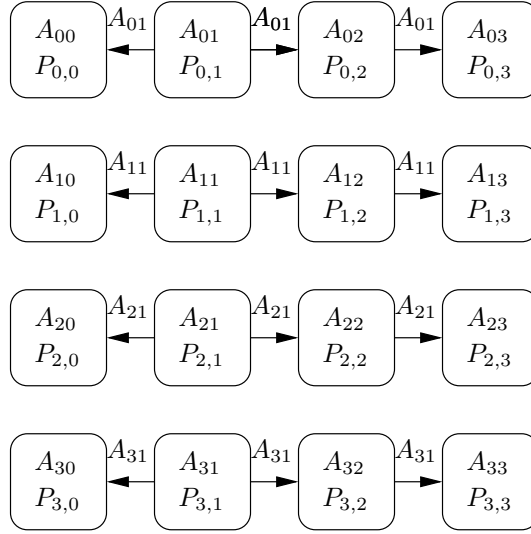 A₀₀ A₀₁ A₀₁ A₀₁ A₀₂ A₀₁ A₀₃
P₀,₀ P₀,₁ P₀,₂ P₀,₃
A₁₀ A₁₁ A₁₁ A₁₁ A₁₂ A₁₁ A₁₃
P₁,₀ P₁,₁ P₁,₂ P₁,₃
A₂₀ A₂₁ A₂₁ A₂₁ A₂₂ A₂₁ A₂₃
P₂,₀ P₂,₁ P₂,₂ P₂,₃
A₃₀ A₃₁ A₃₁ A₃₁ A₃₂ A₃₁ A₃₃
P₃,₀ P₃,₁ P₃,₂ P₃,₃